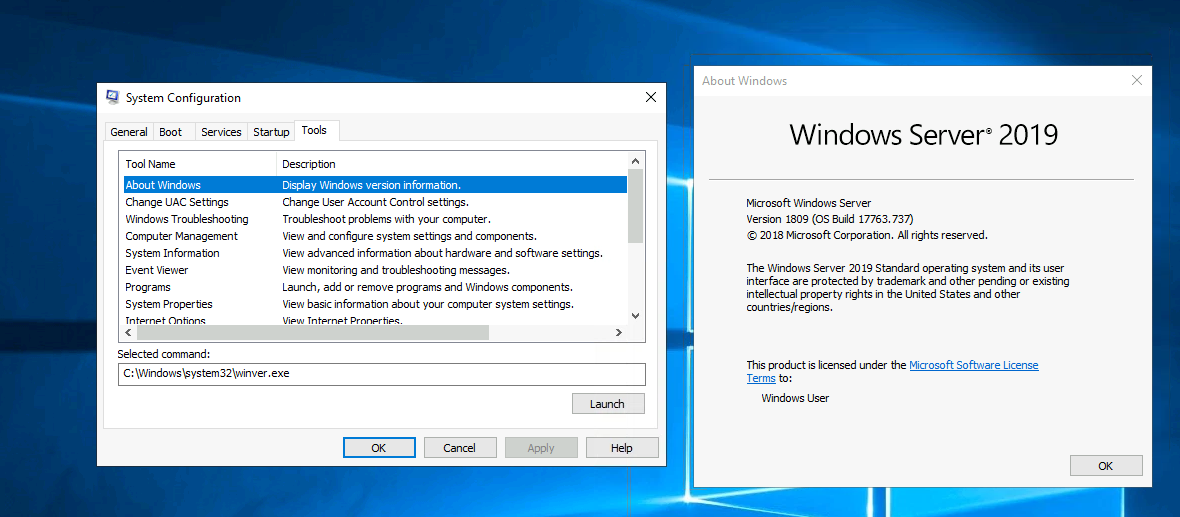 System Configuration
General Boot Services Startup Tools
Tool Name Description
About Windows Display Windows version information.
Change UAC Settings Change User Account Control settings.
Windows Troubleshooting Troubleshoot problems with your computer.
Computer Management View and configure system settings and components.
System Information View advanced information about hardware and software settings.
Event Viewer View monitoring and troubleshooting messages.
Programs Launch, add or remove programs and Windows components.
System Properties View basic information about your computer system settings.
Internet Options View Internet Properties.
Selected command:
C:\Windows\system32\winver.exe
Launch
OK Cancel Apply Help
About Windows
Windows Server® 2019
Microsoft Windows Server
Version 1809 (OS Build 17763.737)
© 2018 Microsoft Corporation. All rights reserved.
The Windows Server 2019 Standard operating system and its user
interface are protected by trademark and other pending or existing
intellectual property rights in the United States and other
countries/regions.
This product is licensed under the Microsoft Software License
Terms to:
Windows User
OK